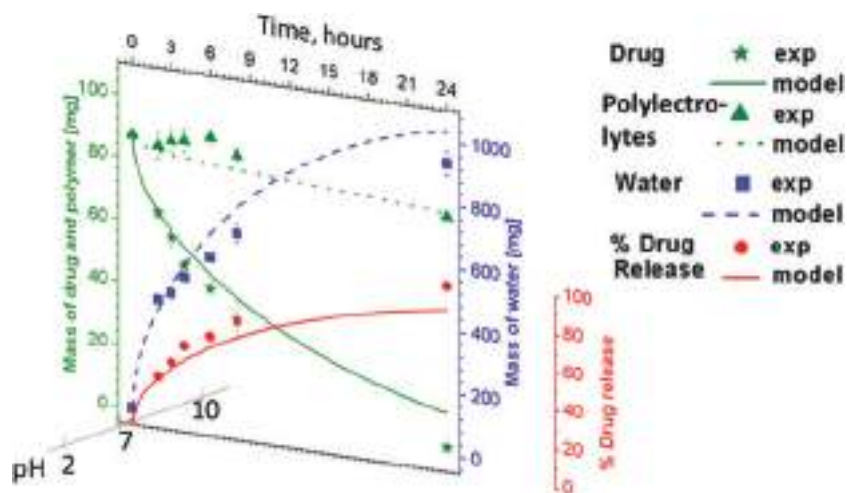 Time, hours
0 3 6 9 12 15 18 21 24
Mass of drug and polymer [mg]
100
80
60
40
20
0
Mass of water [mg]
1000
800
600
400
200
0
% Drug release
100
80
60
40
20
0
pH 2 7 10
Drug exp
model
Polylectro- exp
lytes model
Water exp
model
% Drug exp
Release model